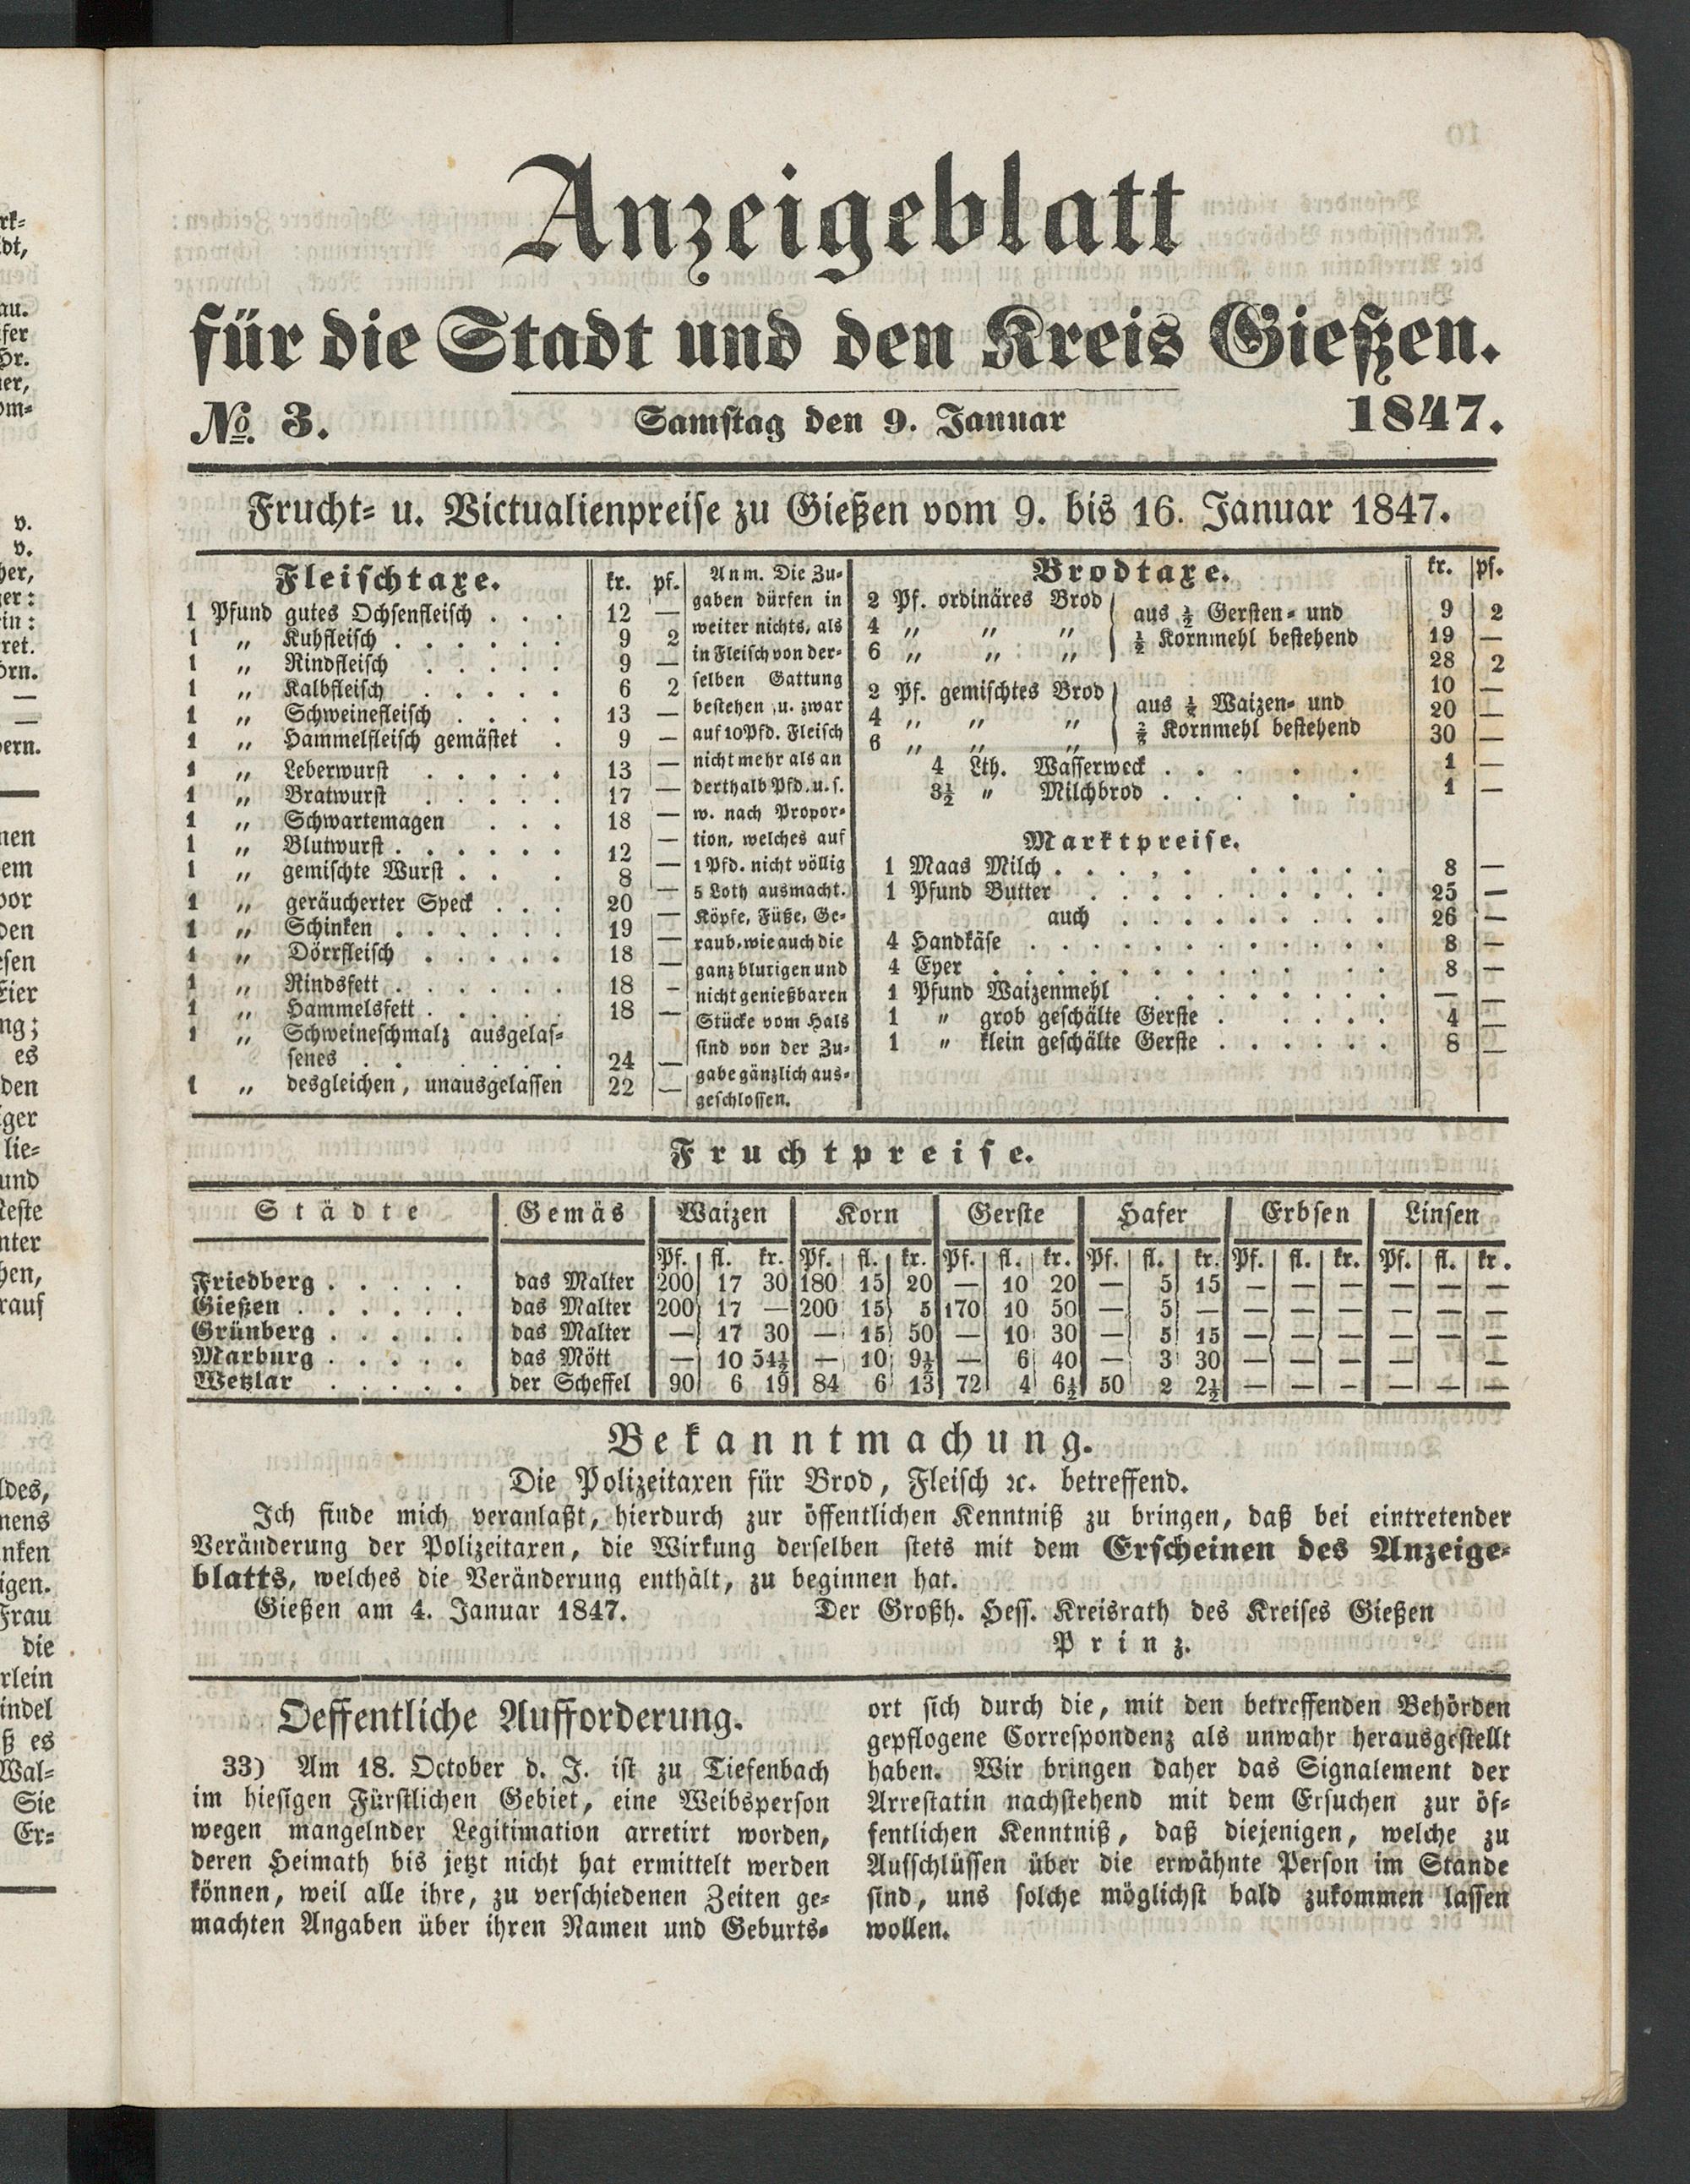 Anzeigeblatt
für die Stadt und den Kreis Gießen.
No. 3. Samstag den 9. Januar 1847.
Frucht= u. Victualienpreise zu Gießen vom 9. bis 16. Januar 1847.
Fleischtaxe. kr. pf.
1 Pfund gutes Ochsenfleisch . . . 12 —
1 „ Kuhfleisch . . . . . . 9 2
1 „ Rindfleisch . . . . . 9 —
1 „ Kalbfleisch . . . . . 6 2
1 „ Schweinefleisch . . . . 13 —
1 „ Hammelfleisch gemästet . 9 —
1 „ Leberwurst . . . . . 13 —
1 „ Bratwurst . . . . . 17 —
1 „ Schwartemagen . . . 18 —
1 „ Blutwurst . . . . . . 12 —
1 „ gemischte Wurst . . . 8 —
1 „ geräucherter Speck . . . 20 —
1 „ Schinken . . . . . . 19 —
1 „ Dörrfleisch . . . . . 18 —
1 „ Rindsfett . . . . . . 18 –
1 „ Hammelsfett . . . . . 18 —
1 „ Schweineschmalz ausgelas=
senes . . . . . . 24 —
1 „ desgleichen, unausgelassen 22 —
Anm. Die Zu=
gaben dürfen in
weiter nichts, als
in Fleisch von der=
selben Gattung
bestehen u. zwar
auf 10 Pfd. Fleisch
nicht mehr als an
derthalb Pfd. u. s.
w. nach Propor=
tion, welches auf
1 Pfd. nicht völlig
5 Loth ausmacht.
Köpfe, Füße, Ge=
raub, wie auch die
ganz blutigen und
nicht genießbaren
Stücke vom Hals
sind von der Zu=
gabe gänzlich aus=
geschlossen.
Brodtaxe. kr. pf.
2 Pf. ordinäres Brod aus ½ Gersten= und 9 2
4 „ „ „ ½ Kornmehl bestehend 19 —
6 „ „ „ 28 2
2 Pf. gemischtes Brod aus ⅓ Waizen= und 10 —
4 „ „ „ ⅔ Kornmehl bestehend 20 —
6 „ „ „ 30 —
4 Lth. Wasserweck . . . . . 1 —
3½ „ Milchbrod . . . . . 1 —
Marktpreise.
1 Maas Milch . . . . . . . . . 8 —
1 Pfund Butter . . . . . . . . 25 —
auch . . . . . . . . 26 —
4 Handkäse . . . . . . . . . . 8 —
4 Eyer . . . . . . . . . . . 8 —
1 Pfund Waizenmehl . . . . . . . — —
1 „ grob geschälte Gerste . . . . . 4 —
1 „ klein geschälte Gerste . . . . . . 8 —
Fruchtpreise.
Städte Gemäs Waizen Korn Gerste Hafer Erbsen Linsen
Pf. fl. kr. Pf. fl. kr. Pf. fl. kr. Pf. fl. kr. Pf. fl. kr. Pf. fl. kr.
Friedberg . . . . . das Malter 200 17 30 180 15 20 — 10 20 — 5 15 — — — — — —
Gießen . . . . . . das Malter 200 17 — 200 15 5 170 10 50 — 5 — — — — — — —
Grünberg . . . . . das Malter — 17 30 — 15 50 — 10 30 — 5 15 — — — — — —
Marburg . . . . . das Mött — 10 54½ — 10 9½ — 6 40 — 3 30 — — — — — —
Wetzlar . . . . . der Scheffel 90 6 19 84 6 13 72 4 6½ 50 2 2½ — — — — — —
Bekanntmachung.
Die Polizeitaxen für Brod, Fleisch ꝛc. betreffend.
Ich finde mich veranlaßt, hierdurch zur öffentlichen Kenntniß zu bringen, daß bei eintretender
Veränderung der Polizeitaxen, die Wirkung derselben stets mit dem Erscheinen des Anzeige=
blatts, welches die Veränderung enthält, zu beginnen hat.
Gießen am 4. Januar 1847. Der Großh. Hess. Kreisrath des Kreises Gießen
Prinz.
Oeffentliche Aufforderung.
33) Am 18. October d. J. ist zu Tiefenbach
im hiesigen Fürstlichen Gebiet, eine Weibsperson
wegen mangelnder Legitimation arretirt worden,
deren Heimath bis jetzt nicht hat ermittelt werden
können, weil alle ihre, zu verschiedenen Zeiten ge=
machten Angaben über ihren Namen und Geburts=
ort sich durch die, mit den betreffenden Behörden
gepflogene Correspondenz als unwahr herausgestellt
haben. Wir bringen daher das Signalement der
Arrestatin nachstehend mit dem Ersuchen zur öf=
fentlichen Kenntniß, daß diejenigen, welche zu
Aufschlüssen über die erwähnte Person im Stande
sind, uns solche möglichst bald zukommen lassen
wollen.